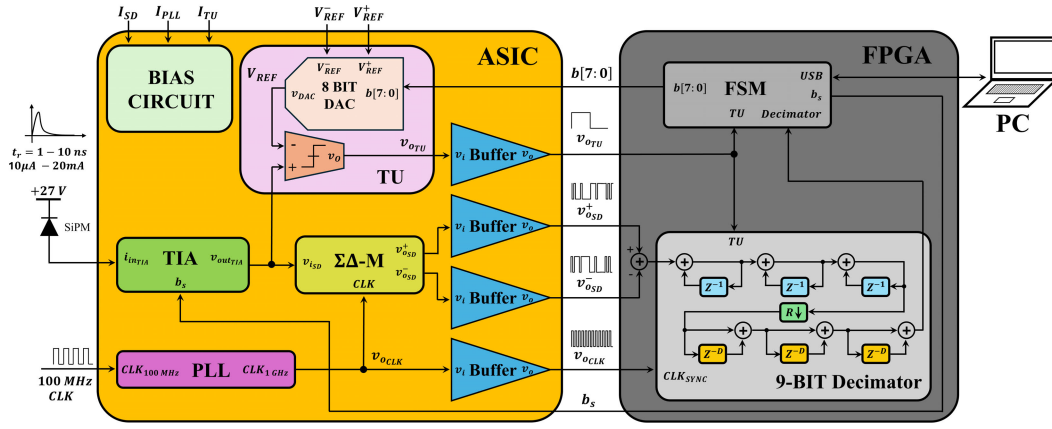 I_SD I_PLL I_TU
V⁻_REF V⁺_REF
ASIC
FPGA
BIAS
CIRCUIT
V_REF
V⁻_REF V⁺_REF
v_DAC 8 BIT b[7:0]
DAC
b[7:0]
USB
b_s
b[7:0] FSM
TU Decimator
PC
t_r = 1 − 10 ns
10μA − 20mA
- v_O
+
TU
v_oTU
v_i Buffer v_o
v_oTU
+27 V
SiPM
v_i Buffer v_o
v⁺_oSD
i_inTIA TIA v_outTIA
b_s
v_iSD ΣΔ-M v⁺_oSD
v⁻_oSD
CLK
v_i Buffer v_o
v⁻_oSD
+
-
TU
+ + +
Z⁻¹ Z⁻¹ Z⁻¹
R↓
+ + +
Z⁻ᴰ Z⁻ᴰ Z⁻ᴰ
CLK_SYNC 9-BIT Decimator
100 MHz
CLK
CLK_100 MHz PLL CLK_1 GHz
v_oCLK
v_i Buffer v_o
v_oCLK
b_s